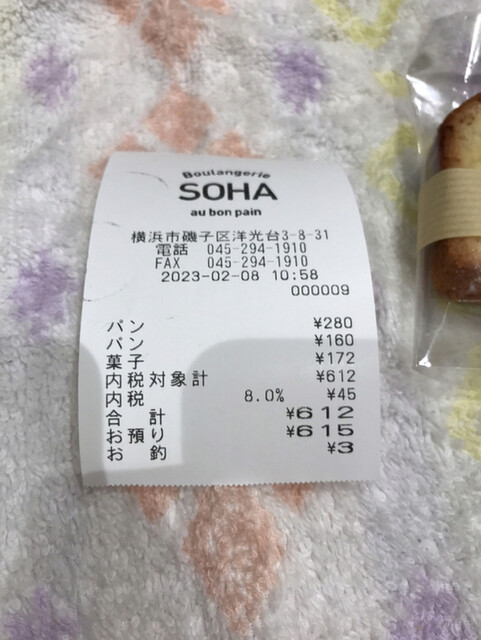 Boulangerie
SOHA
au bon pain
横浜市磯子区洋光台3-8-31
電話 045-294-1910
FAX 045-294-1910
2023-02-08 10:58
000009
パン ¥280
パン ¥160
菓子 ¥172
内税対象計 ¥612
内税 8.0% ¥45
合 計 ¥612
お預り ¥615
お 釣 ¥3